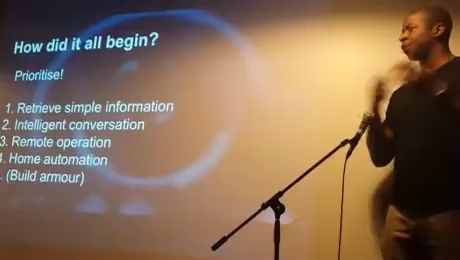 How did it all begin?
Prioritise!
1. Retrieve simple information
2. Intelligent conversation
3. Remote operation
. Home automation
. (Build armour)